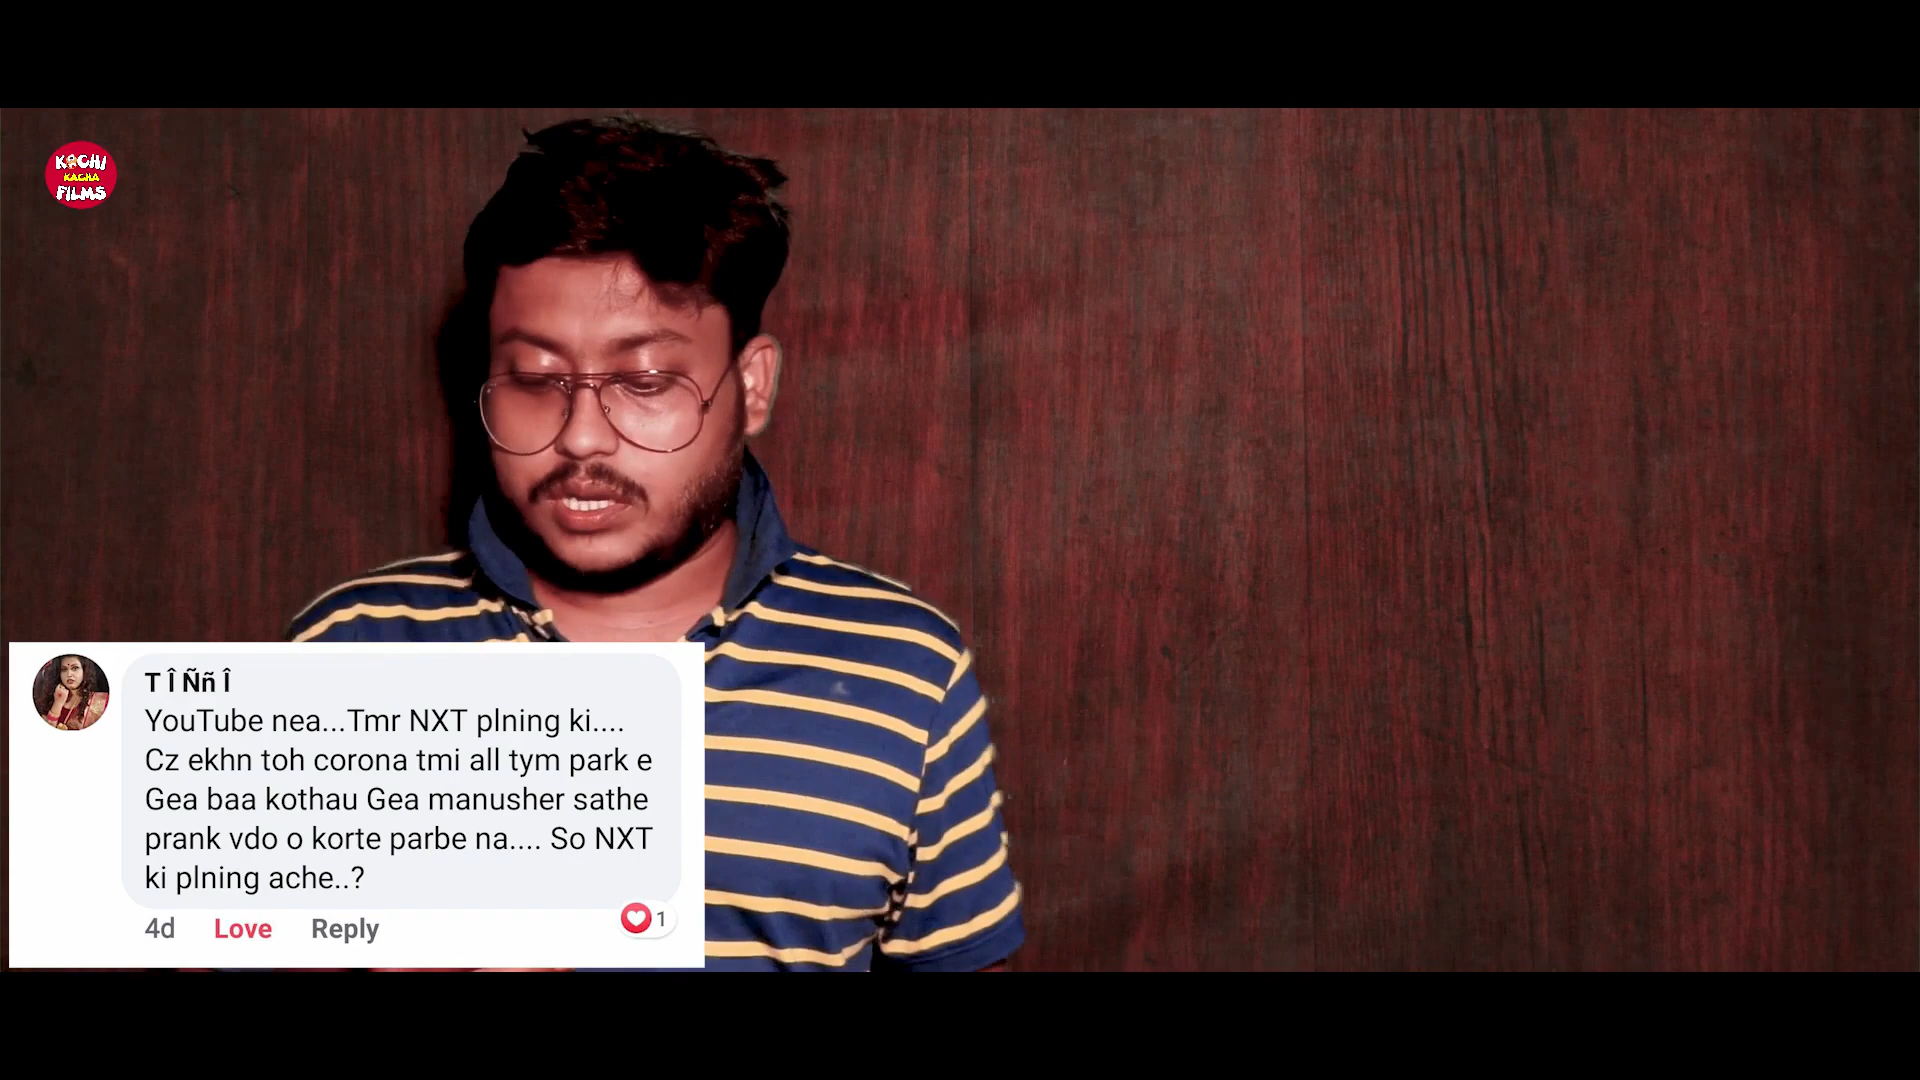 KACHI
KACHA
FILMS
T Î Ññ Î
YouTube nea...Tmr NXT plning ki....
Cz ekhn toh corona tmi all tym park e
Gea baa kothau Gea manusher sathe
prank vdo o korte parbe na.... So NXT
ki plning ache..?
4d Love Reply 1